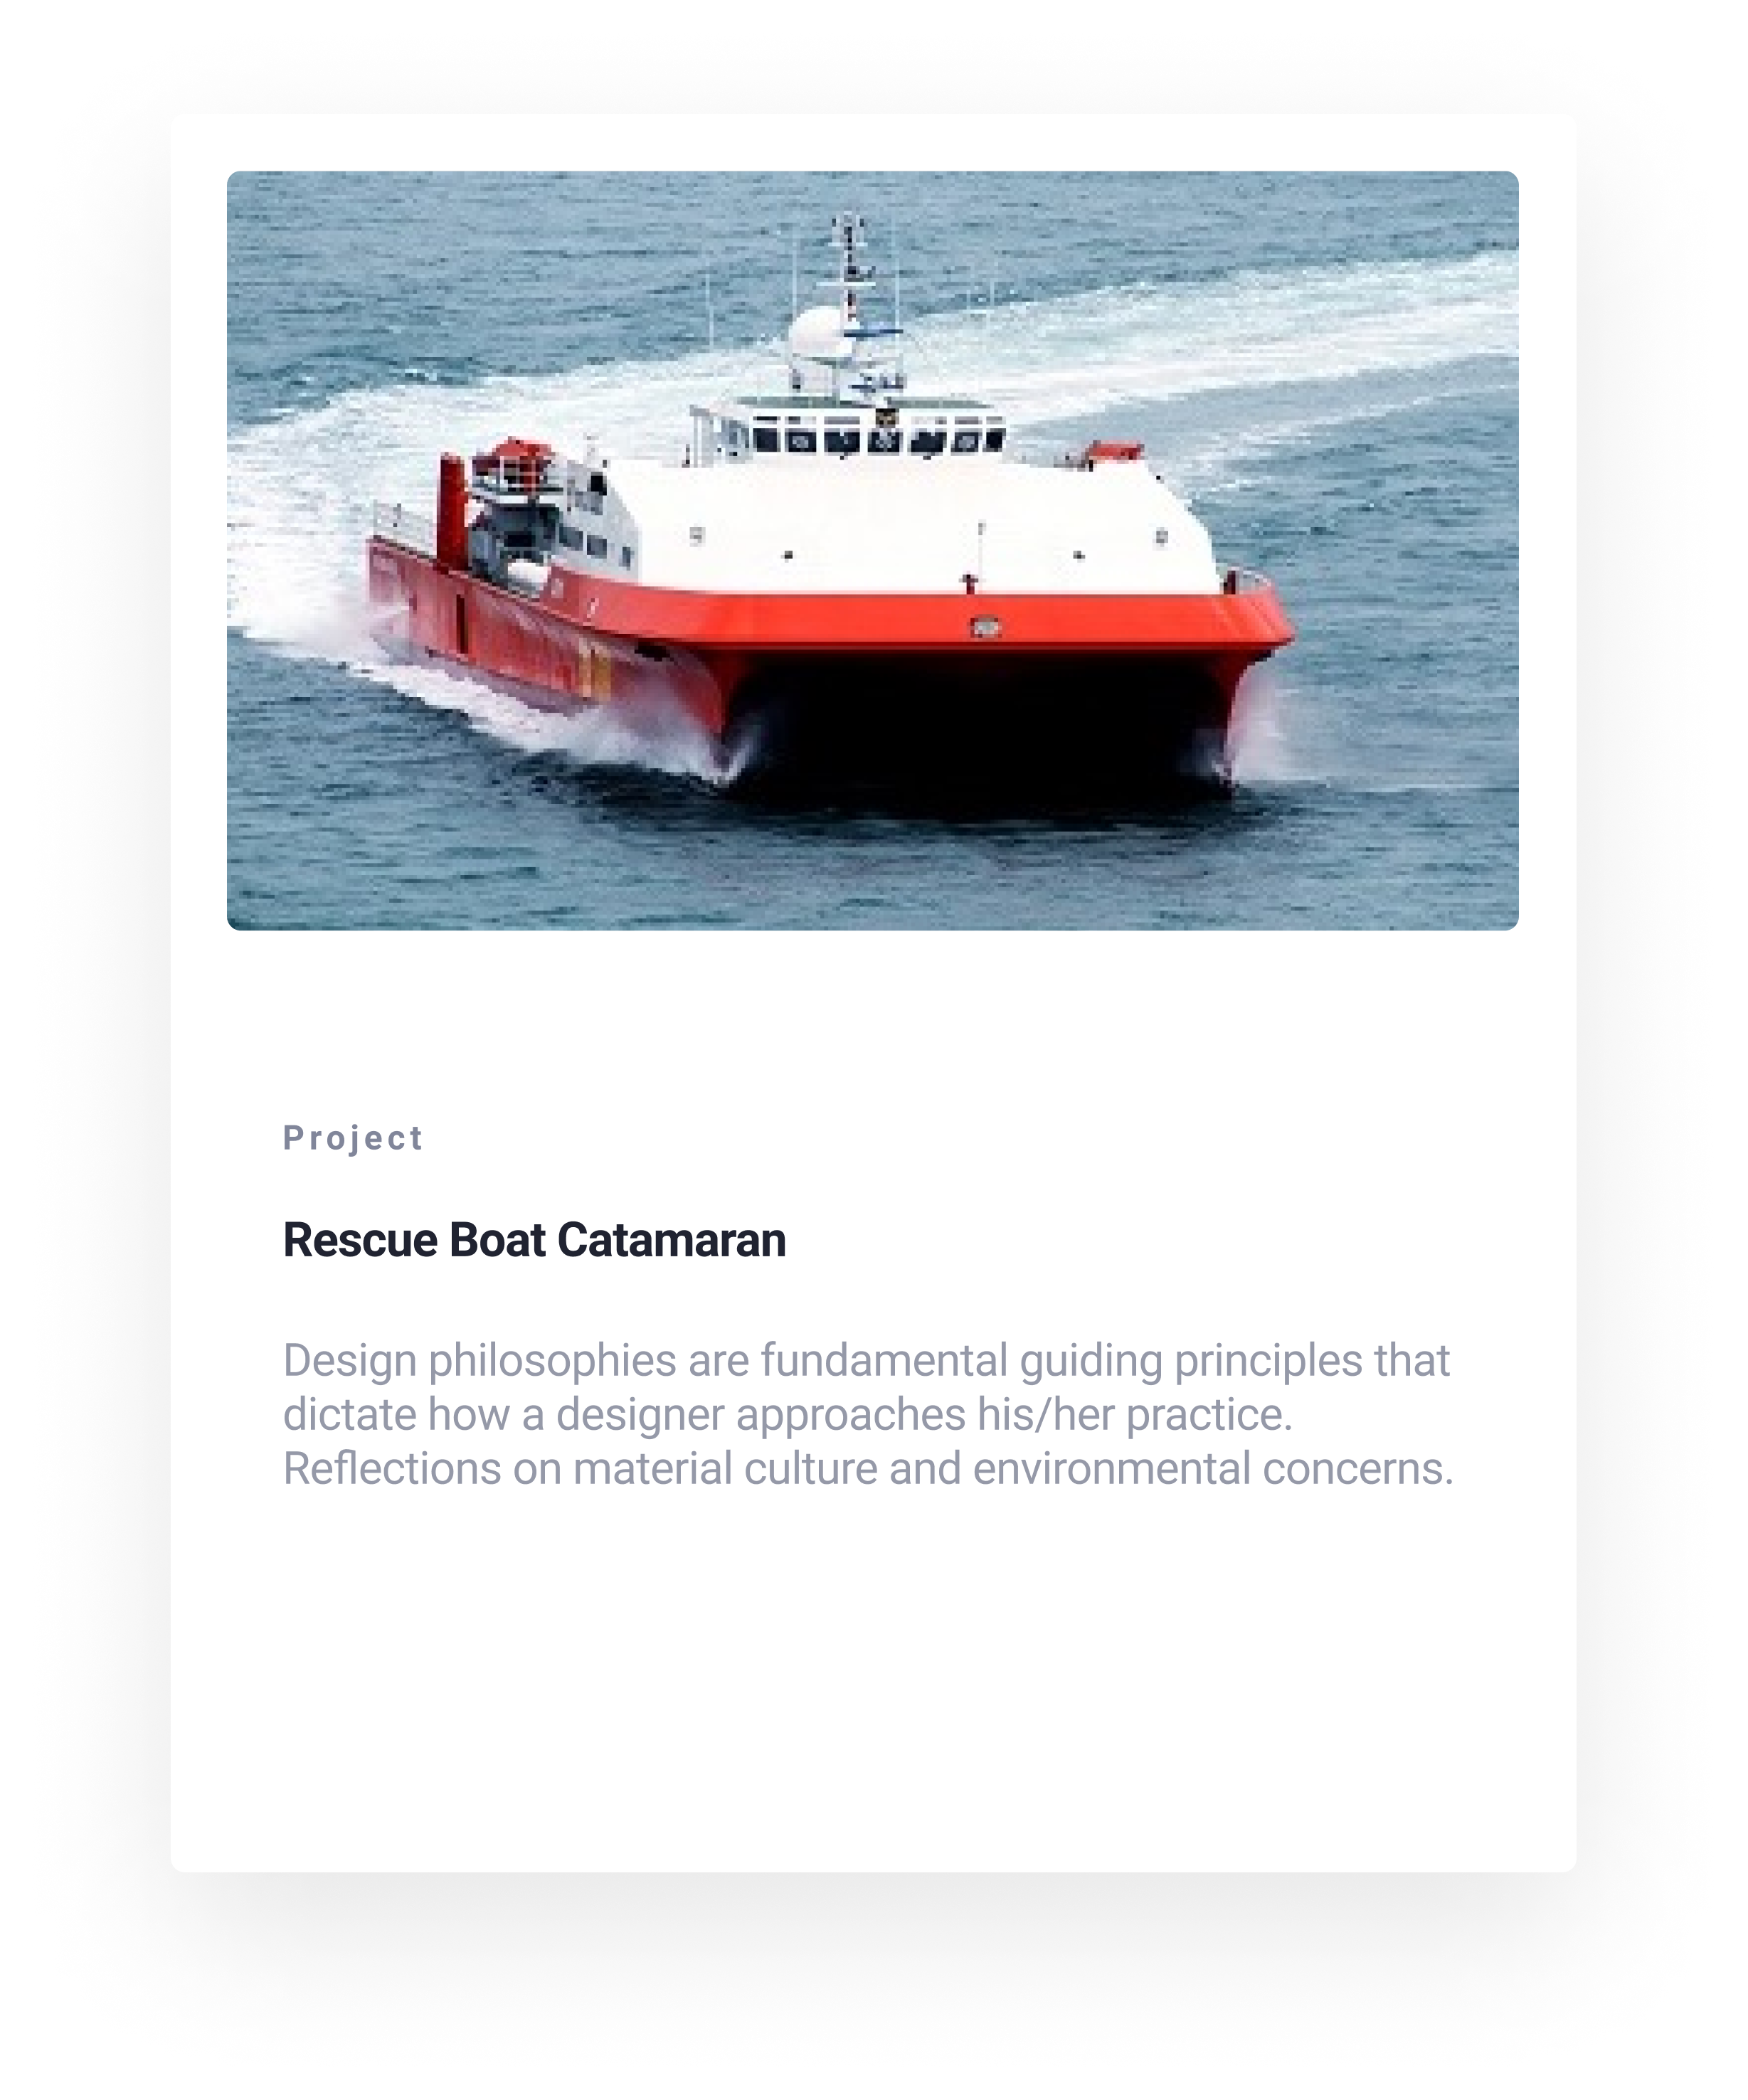 Project
Rescue Boat Catamaran
Design philosophies are fundamental guiding principles that
dictate how a designer approaches his/her practice.
Reflections on material culture and environmental concerns.